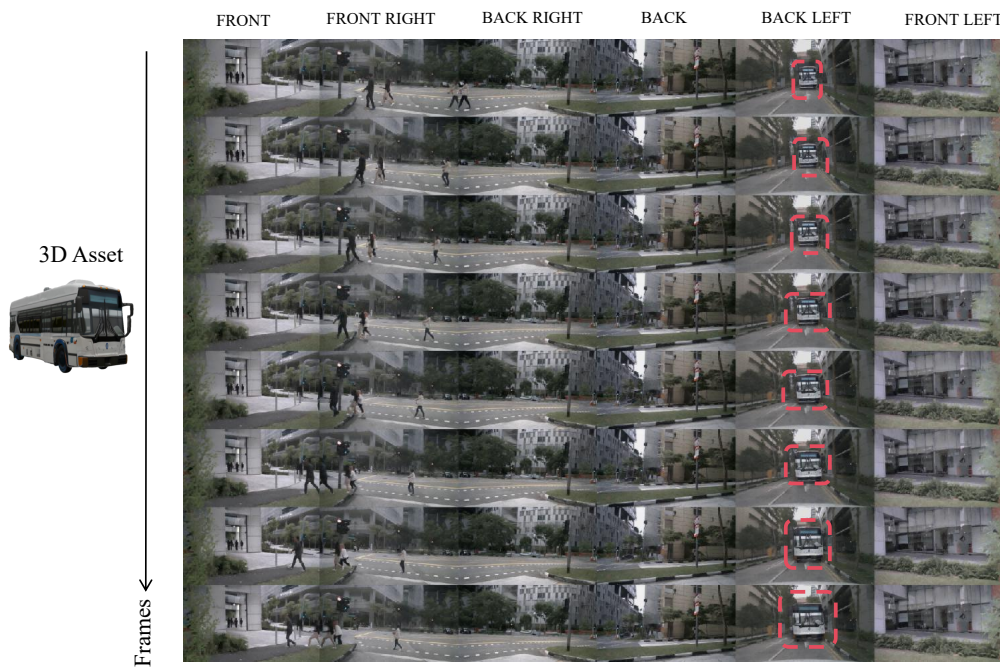 FRONT
FRONT RIGHT
BACK RIGHT
BACK
BACK LEFT
FRONT LEFT
3D Asset
Frames